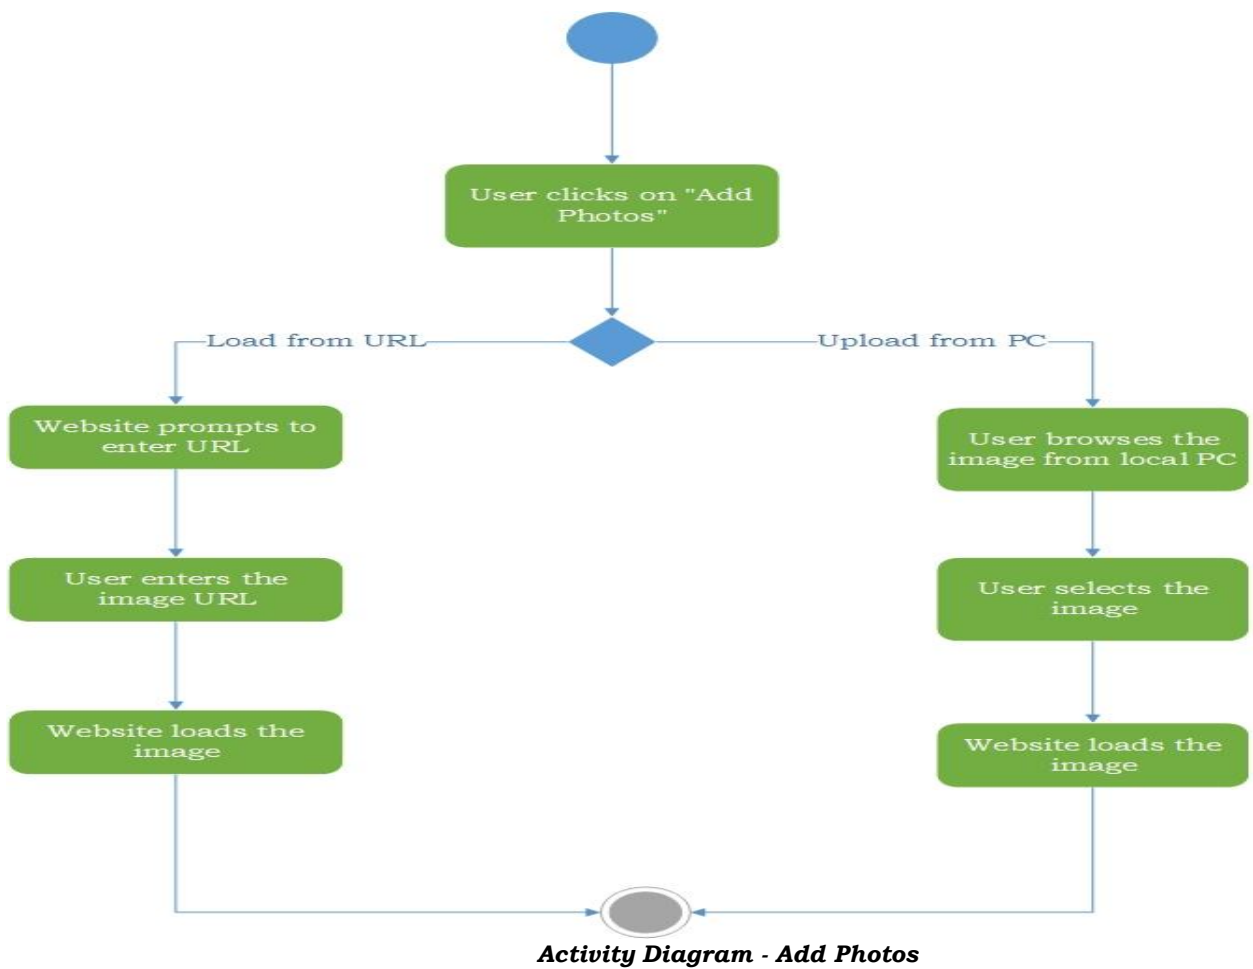 User clicks on "Add
Photos"
Load from URL
Upload from PC
Website prompts to
enter URL
User enters the
image URL
Website loads the
image
User browses the
image from local PC
User selects the
image
Website loads the
image
Activity Diagram - Add Photos